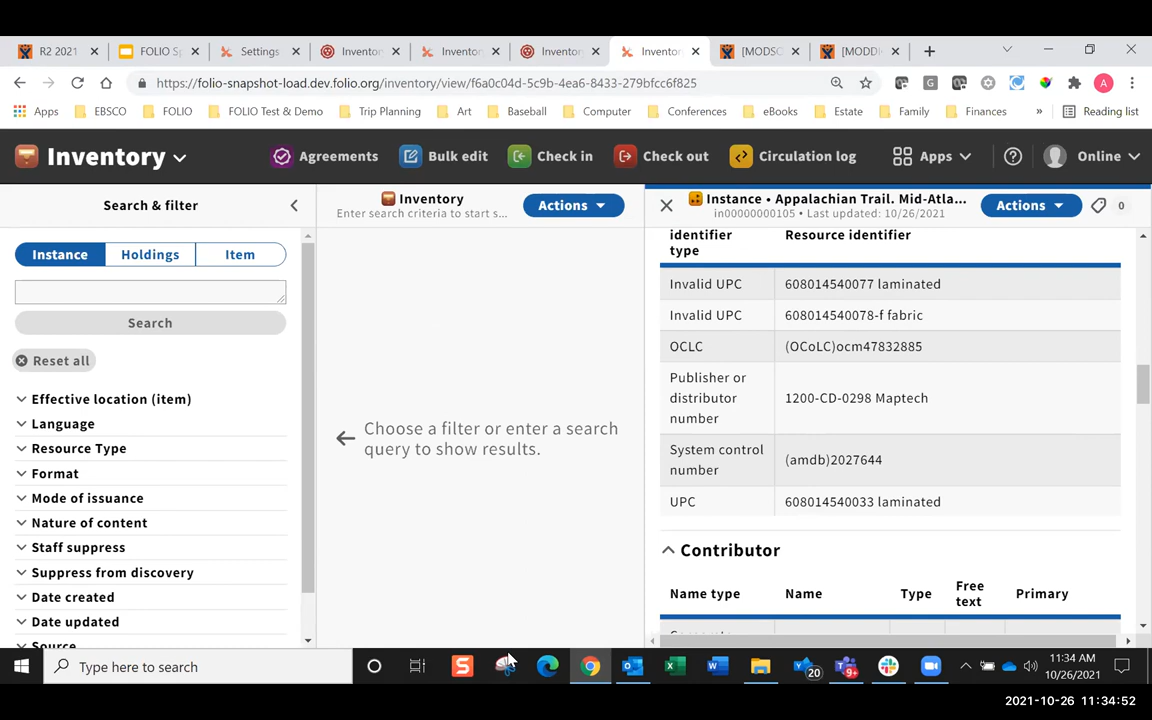 R2 2021
FOLIO Sp
Settings
Inventor
Inventor
Inventor
Inventor
[MODSO
[MODDI
https://folio-snapshot-load.dev.folio.org/inventory/view/f6a0c04d-5c9b-4ea6-8433-279bfcc6f825
G
A
Apps
EBSCO
FOLIO
FOLIO Test & Demo
Trip Planning
Art
Baseball
Computer
Conferences
eBooks
Estate
Family
Finances
»
Reading list
Inventory
Agreements
Bulk edit
Check in
Check out
Circulation log
Apps
Online
Search & filter
Inventory
Enter search criteria to start s...
Actions
Instance • Appalachian Trail. Mid-Atla...
in00000000105 • Last updated: 10/26/2021
Actions
0
Instance
Holdings
Item
Search
Reset all
Effective location (item)
Language
Resource Type
Format
Mode of issuance
Nature of content
Staff suppress
Suppress from discovery
Date created
Date updated
Source
Choose a filter or enter a search
query to show results.
identifier
type
Resource identifier
Invalid UPC
608014540077 laminated
Invalid UPC
608014540078-f fabric
OCLC
(OCoLC)ocm47832885
Publisher or
distributor
number
1200-CD-0298 Maptech
System control
number
(amdb)2027644
UPC
608014540033 laminated
Contributor
Name type
Name
Type
Free
text
Primary
Type here to search
S
20
9+
11:34 AM
10/26/2021
2021-10-26 11:34:52